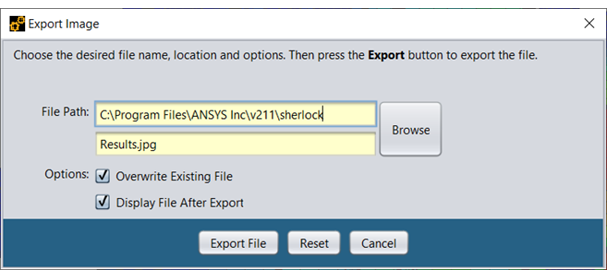 Export Image
Choose the desired file name, location and options. Then press the Export button to export the file.
File Path: C:\Program Files\ANSYS Inc\v211\sherlock
Browse
Results.jpg
Options: Overwrite Existing File
Display File After Export
Export File Reset Cancel